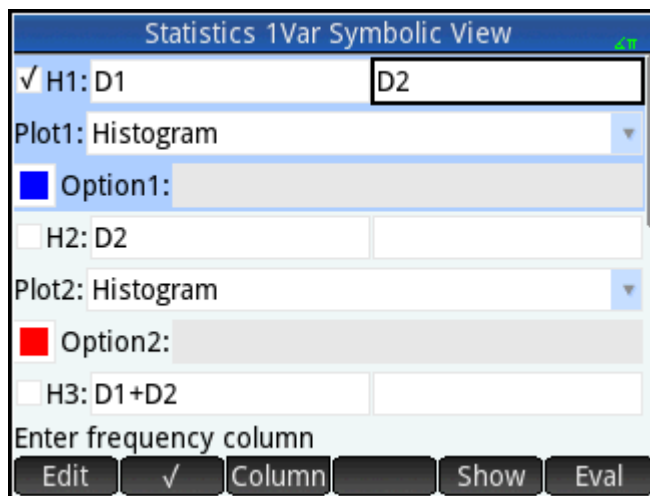 Statistics 1Var Symbolic View ∡π
√ H1: D1 D2
Plot1: Histogram
Option1:
H2: D2
Plot2: Histogram
Option2:
H3: D1+D2
Enter frequency column
Edit √ Column Show Eval